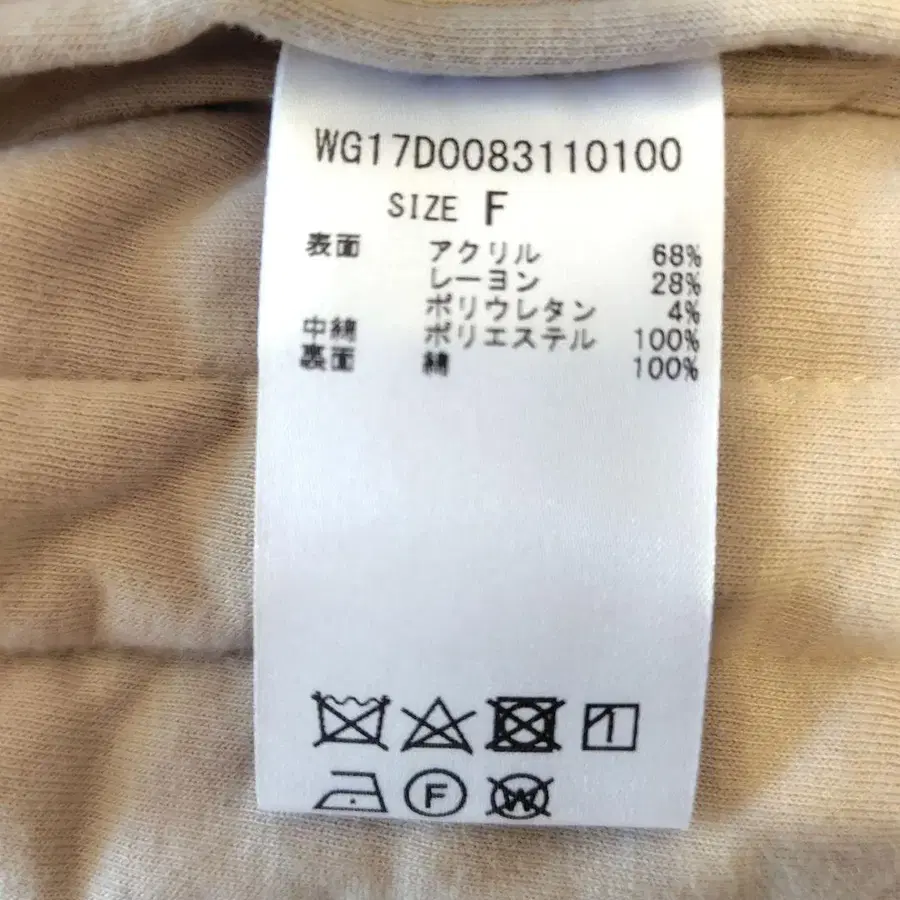 WG17D0083110100
SIZE F
表面 アクリル 68%
レーヨン 28%
ポリウレタン 4%
中綿 ポリエステル 100%
裏面 綿 100%
F
W